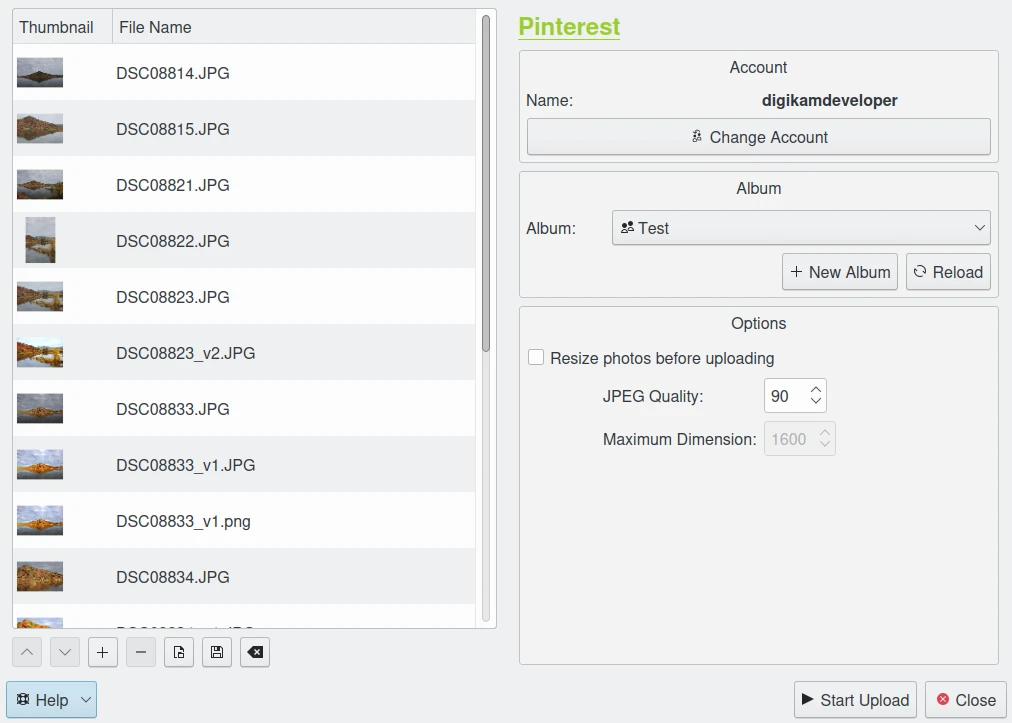 Thumbnail File Name
DSC08814.JPG
DSC08815.JPG
DSC08821.JPG
DSC08822.JPG
DSC08823.JPG
DSC08823_v2.JPG
DSC08833.JPG
DSC08833_v1.JPG
DSC08833_v1.png
DSC08834.JPG
Pinterest
Account
Name: digikamdeveloper
Change Account
Album
Album: Test
New Album Reload
Options
Resize photos before uploading
JPEG Quality: 90
Maximum Dimension: 1600
Help Start Upload Close